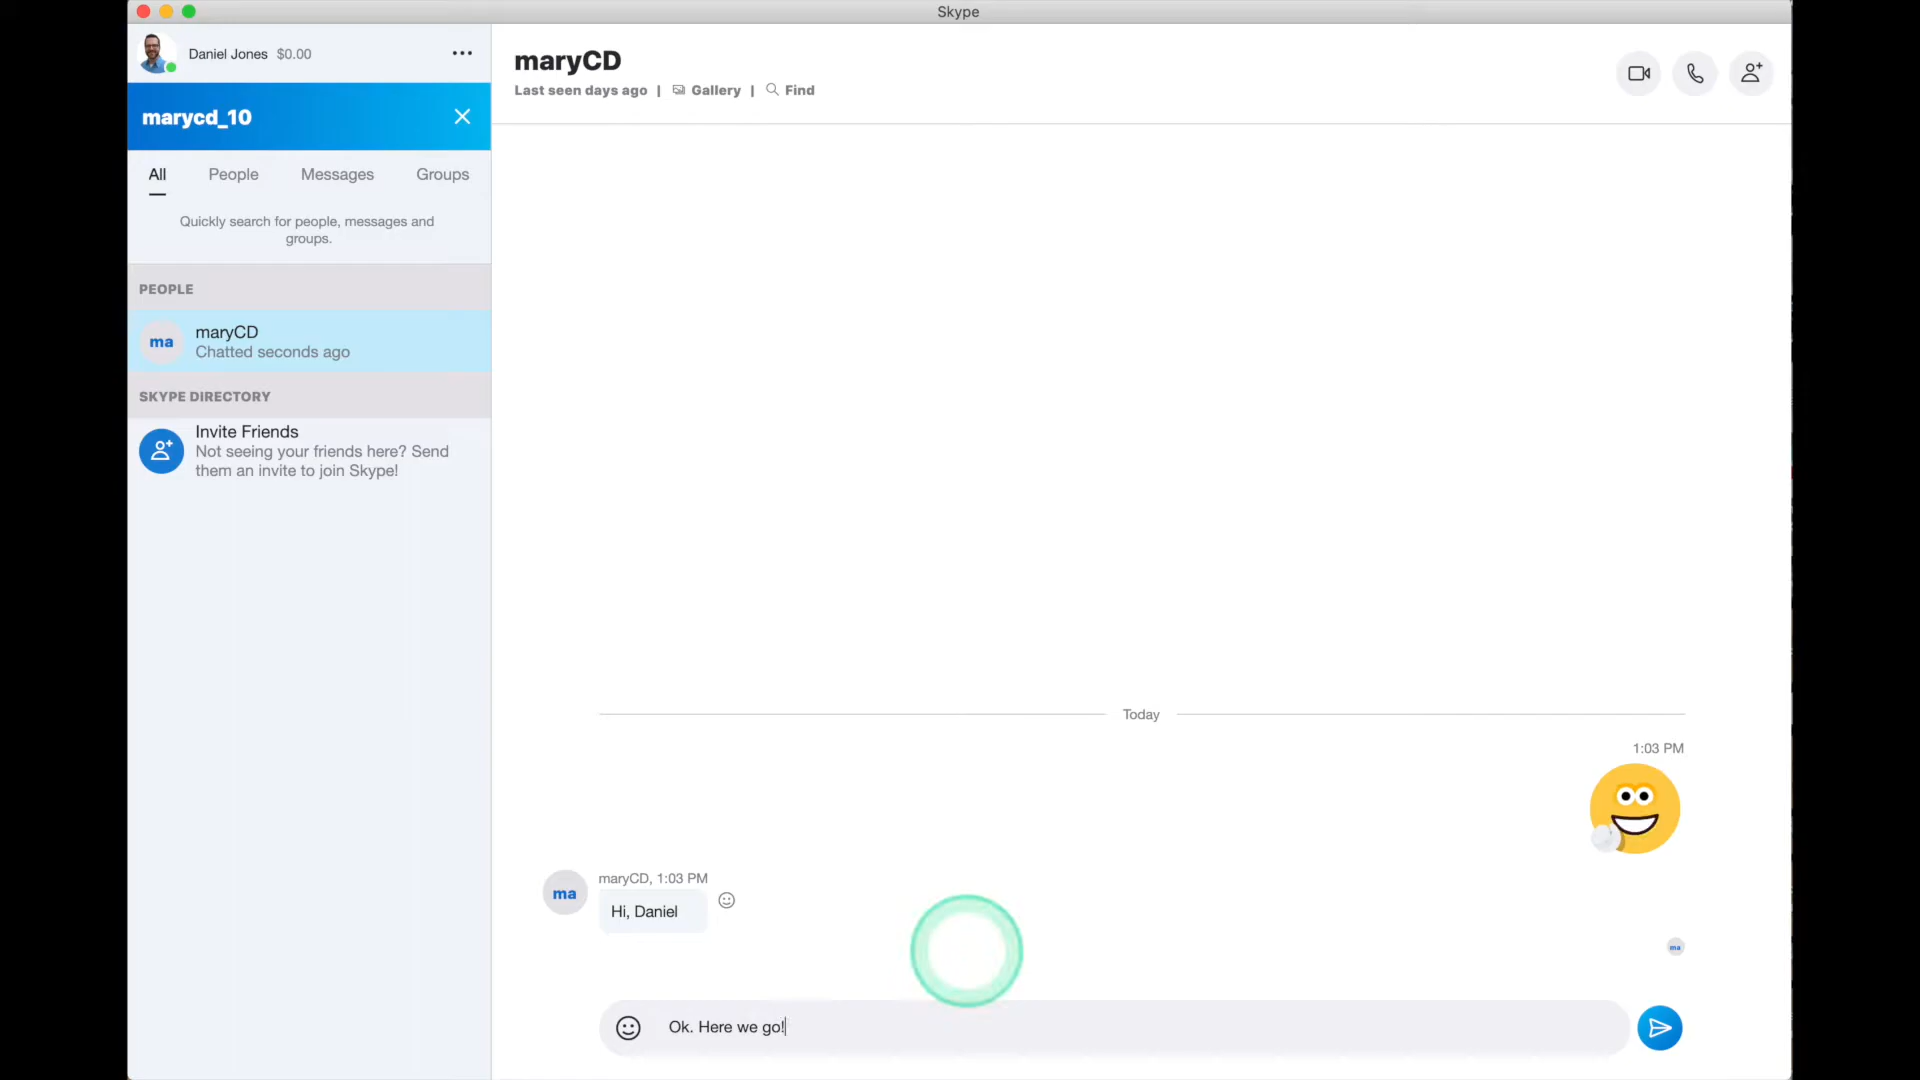 Skype
Daniel Jones $0.00
marycd_10
All People Messages Groups
Quickly search for people, messages and
groups.
PEOPLE
ma
maryCD
Chatted seconds ago
SKYPE DIRECTORY
Invite Friends
Not seeing your friends here? Send
them an invite to join Skype!
maryCD
Last seen days ago | Gallery | Find
Today
1:03 PM
maryCD, 1:03 PM
ma
Hi, Daniel
ma
Ok. Here we go!